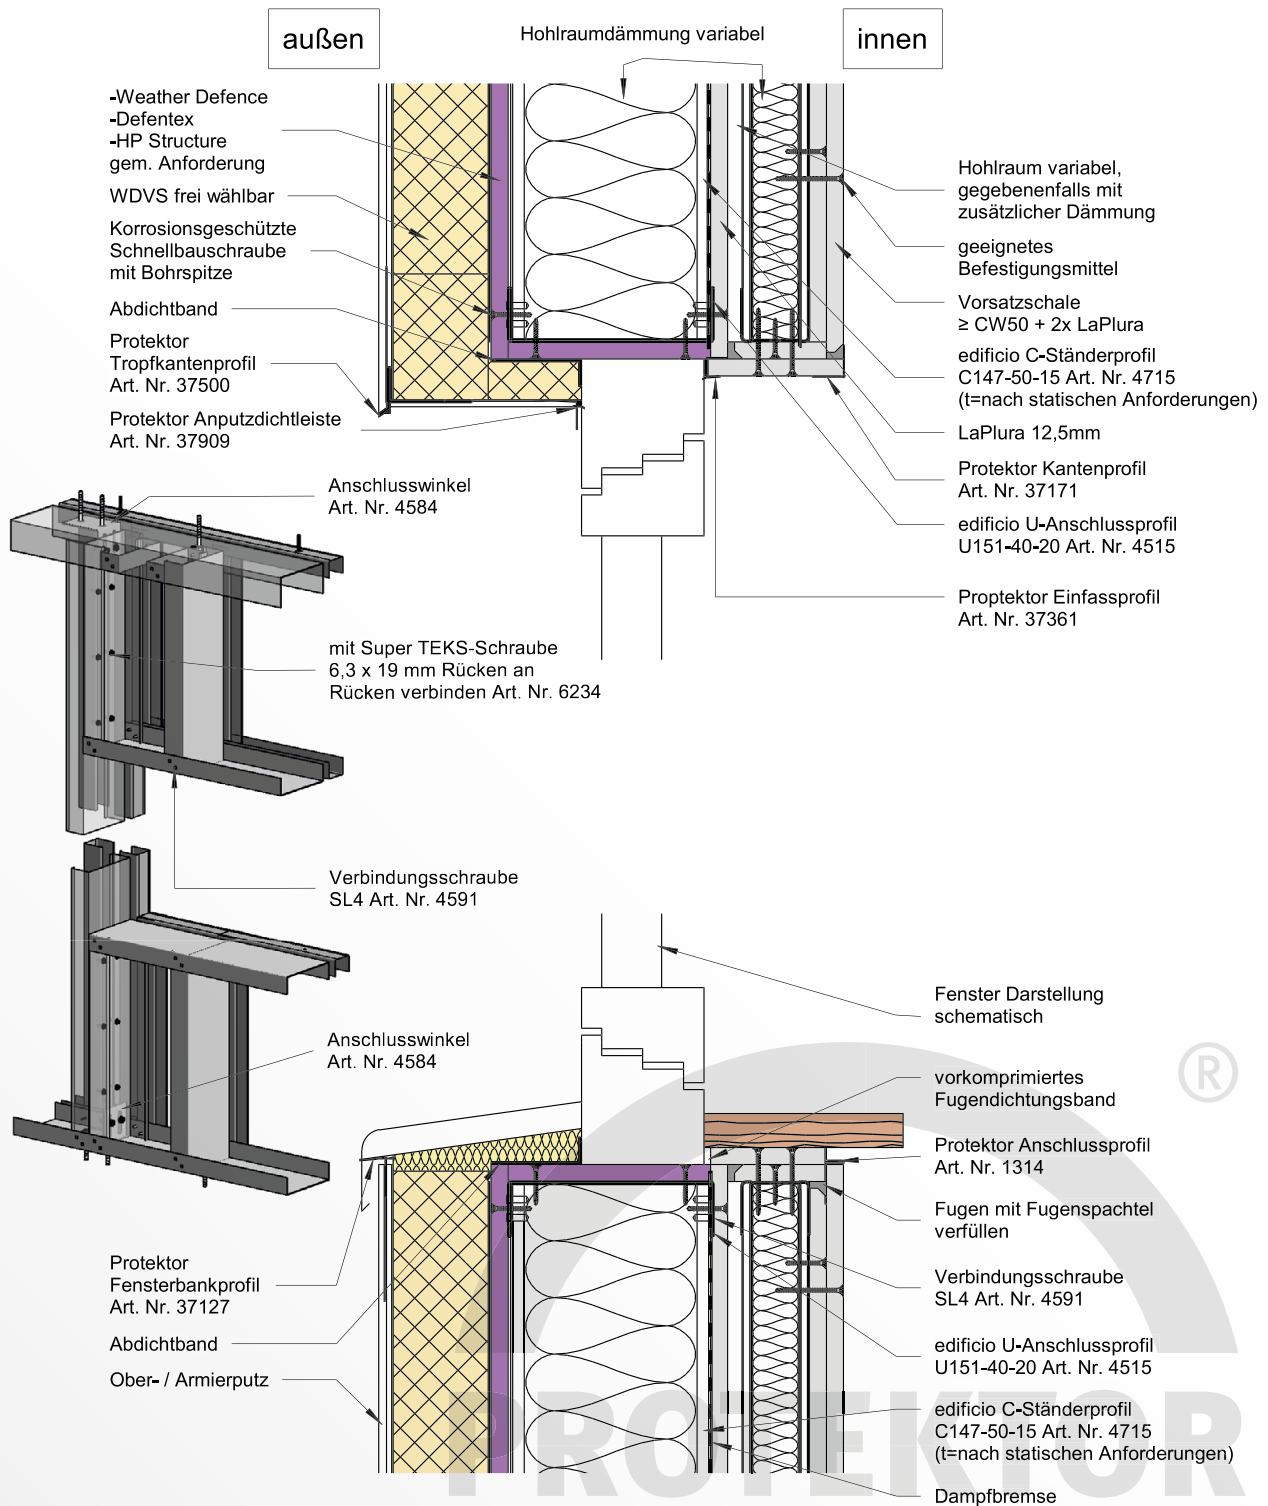 außen
Hohlraumdämmung variabel
innen
-Weather Defence
-Defentex
-HP Structure
gem. Anforderung
WDVS frei wählbar
Korrosionsgeschützte
Schnellbauschraube
mit Bohrspitze
Abdichtband
Protektor
Tropfkantenprofil
Art. Nr. 37500
Protektor Anputzdichtleiste
Art. Nr. 37909
Hohlraum variabel,
gegebenenfalls mit
zusätzlicher Dämmung
geeignetes
Befestigungsmittel
Vorsatzschale
≥ CW50 + 2x LaPlura
edificio C-Ständerprofil
C147-50-15 Art. Nr. 4715
(t=nach statischen Anforderungen)
LaPlura 12,5mm
Protektor Kantenprofil
Art. Nr. 37171
edificio U-Anschlussprofil
U151-40-20 Art. Nr. 4515
Proptektor Einfassprofil
Art. Nr. 37361
Anschlusswinkel
Art. Nr. 4584
mit Super TEKS-Schraube
6,3 x 19 mm Rücken an
Rücken verbinden Art. Nr. 6234
Verbindungsschraube
SL4 Art. Nr. 4591
Anschlusswinkel
Art. Nr. 4584
Protektor
Fensterbankprofil
Art. Nr. 37127
Abdichtband
Ober- / Armierputz
Fenster Darstellung
schematisch
vorkomprimiertes
Fugendichtungsband
Protektor Anschlussprofil
Art. Nr. 1314
Fugen mit Fugenspachtel
verfüllen
Verbindungsschraube
SL4 Art. Nr. 4591
edificio U-Anschlussprofil
U151-40-20 Art. Nr. 4515
edificio C-Ständerprofil
C147-50-15 Art. Nr. 4715
(t=nach statischen Anforderungen)
Dampfbremse
®
PROTEKTOR